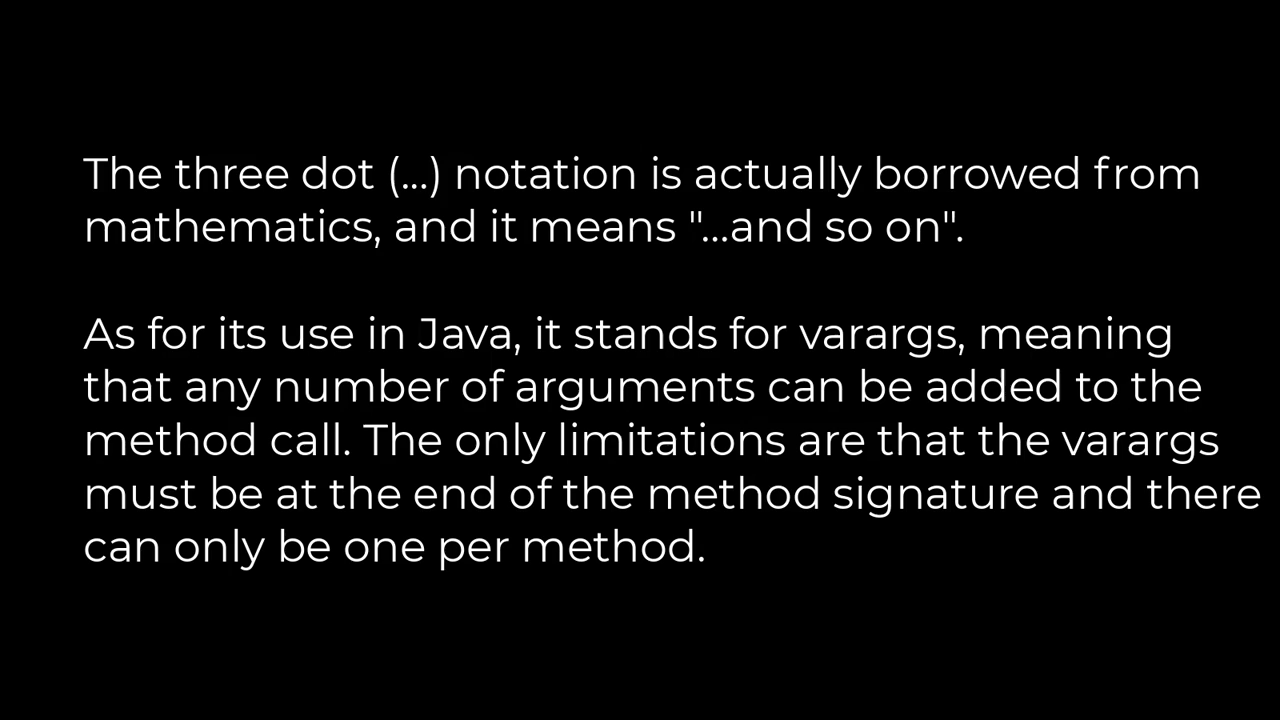 The three dot (...) notation is actually borrowed from
mathematics, and it means "...and so on".
As for its use in Java, it stands for varargs, meaning
that any number of arguments can be added to the
method call. The only limitations are that the varargs
must be at the end of the method signature and there
can only be one per method.